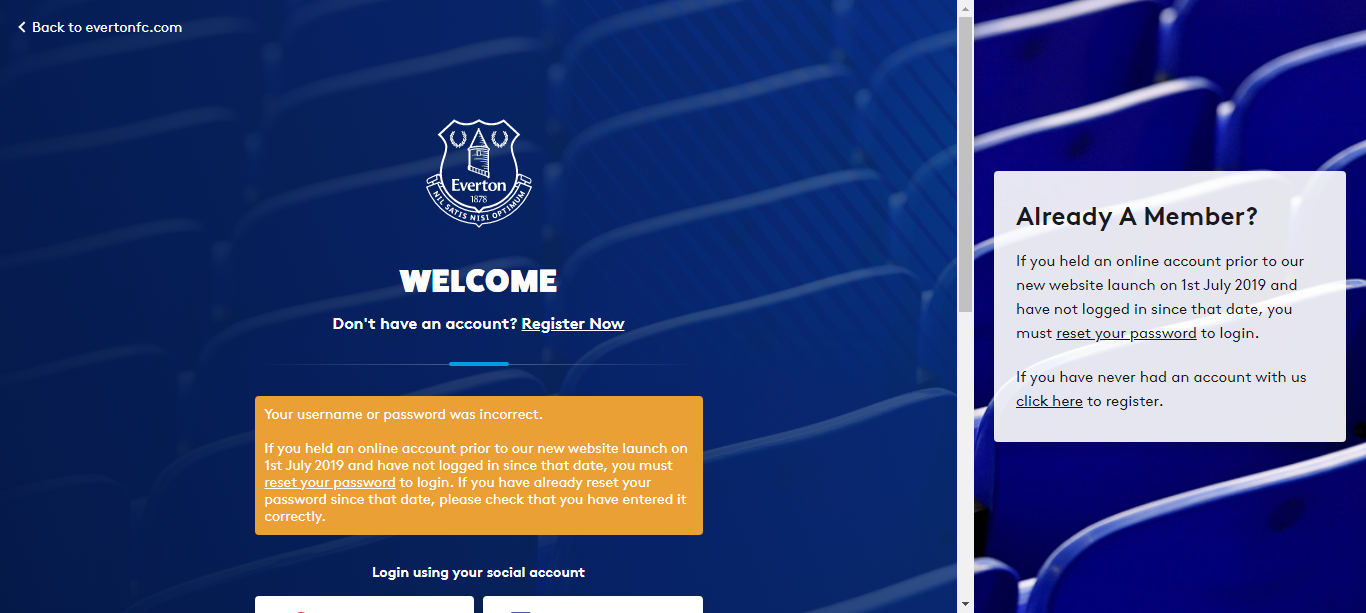 Back to evertonfc.com
Everton
1878
NIL SATIS NISI OPTIMUM
WELCOME
Don't have an account? Register Now
Your username or password was incorrect.
If you held an online account prior to our new website launch on
1st July 2019 and have not logged in since that date, you must
reset your password to login. If you have already reset your
password since that date, please check that you have entered it
correctly.
Login using your social account
Already A Member?
If you held an online account prior to our
new website launch on 1st July 2019 and
have not logged in since that date, you
must reset your password to login.
If you have never had an account with us
click here to register.